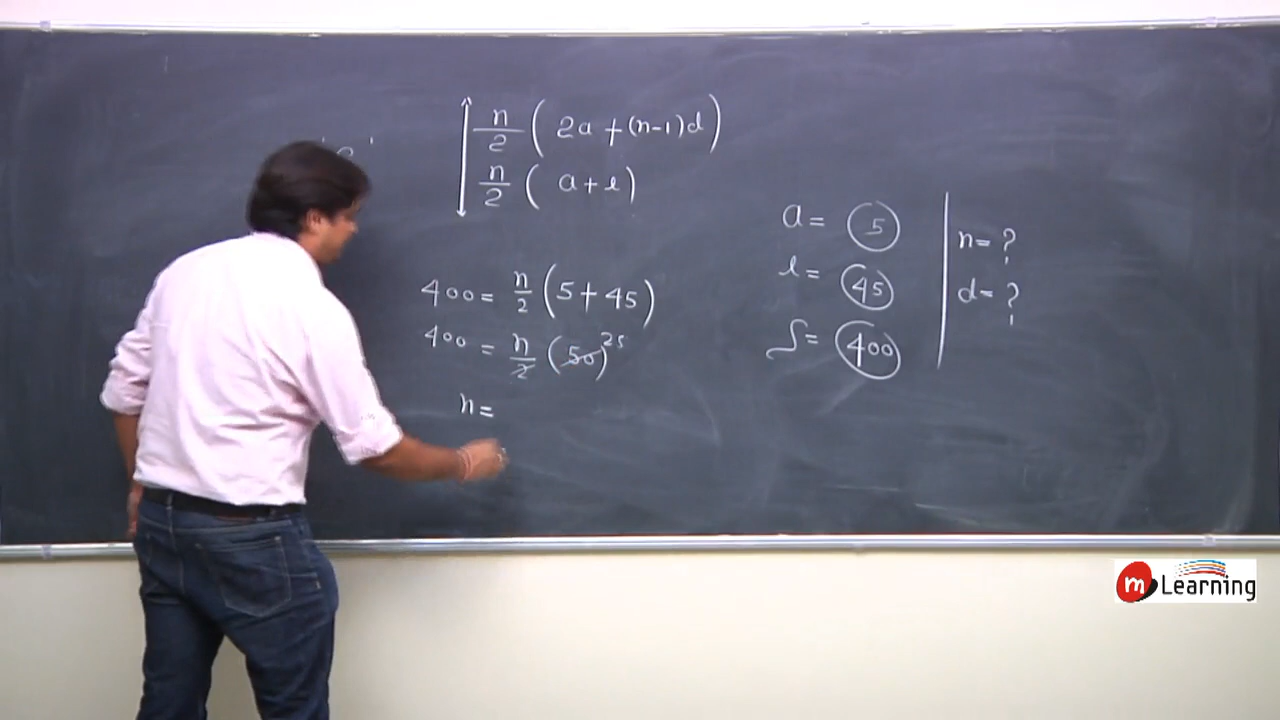 n/2 ( 2a + (n-1)d )
n/2 ( a + l )
a = 5
l = 45
S = 400
n = ?
d = ?
400 = n/2 ( 5 + 45 )
400 = n/2 ( 50 ) 25
n =
m Learning